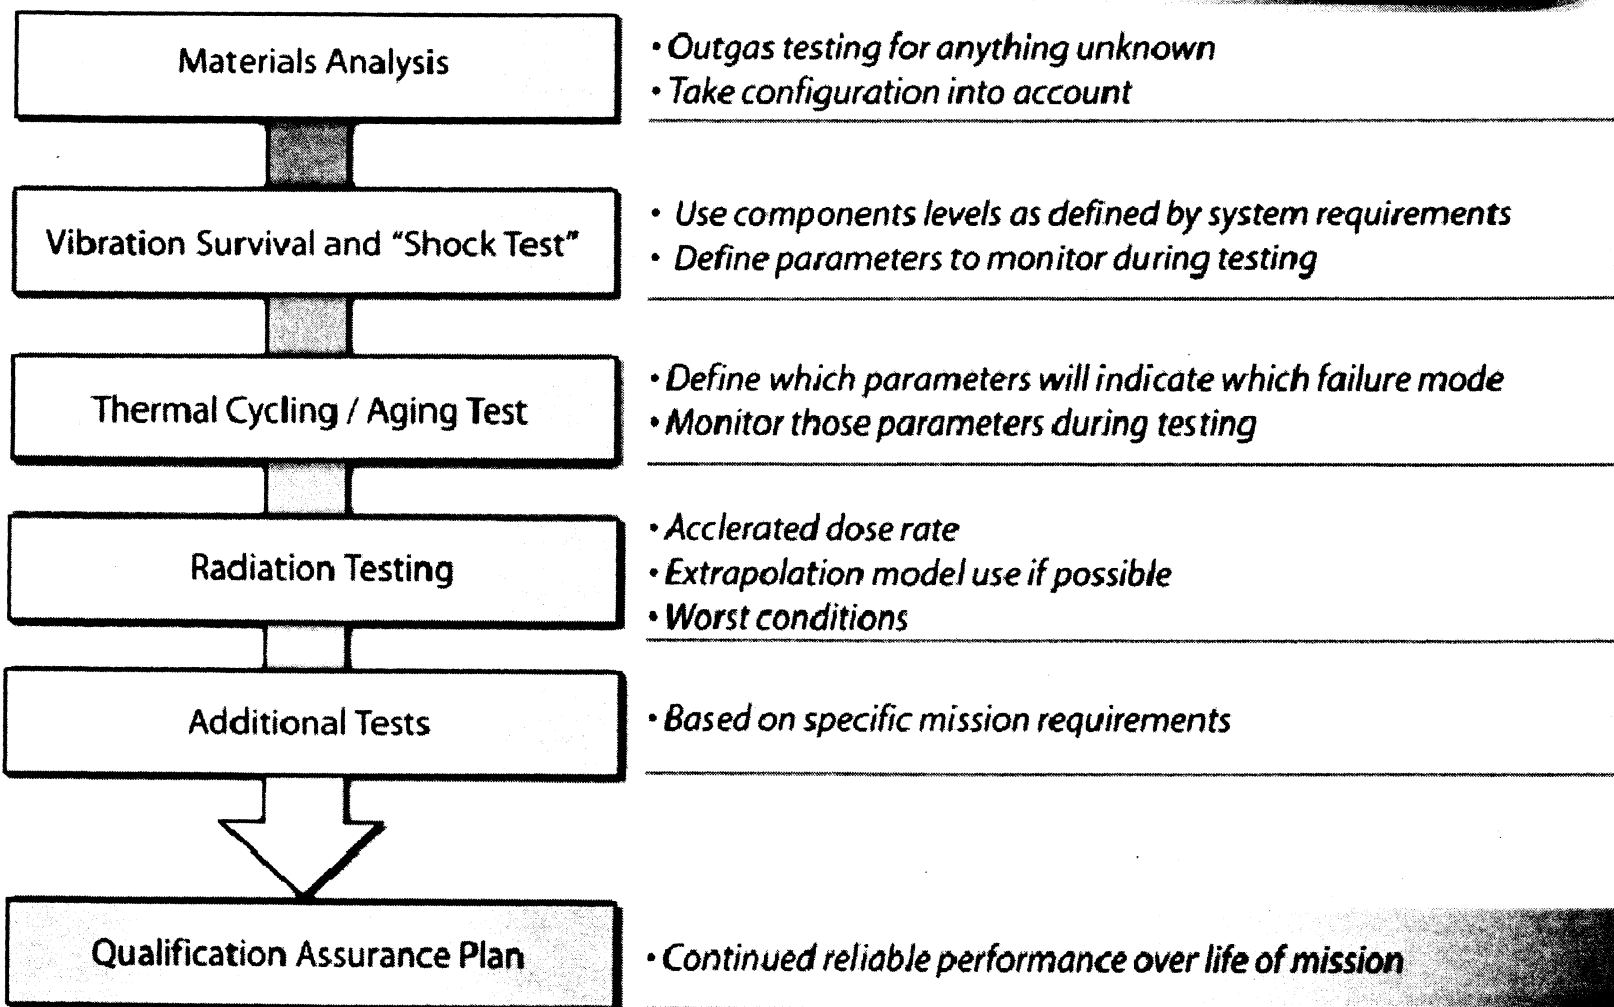 Materials Analysis
• Outgas testing for anything unknown
• Take configuration into account
Vibration Survival and "Shock Test"
• Use components levels as defined by system requirements
• Define parameters to monitor during testing
Thermal Cycling / Aging Test
• Define which parameters will indicate which failure mode
• Monitor those parameters during testing
Radiation Testing
• Acclerated dose rate
• Extrapolation model use if possible
• Worst conditions
Additional Tests
• Based on specific mission requirements
Qualification Assurance Plan
• Continued reliable performance over life of mission